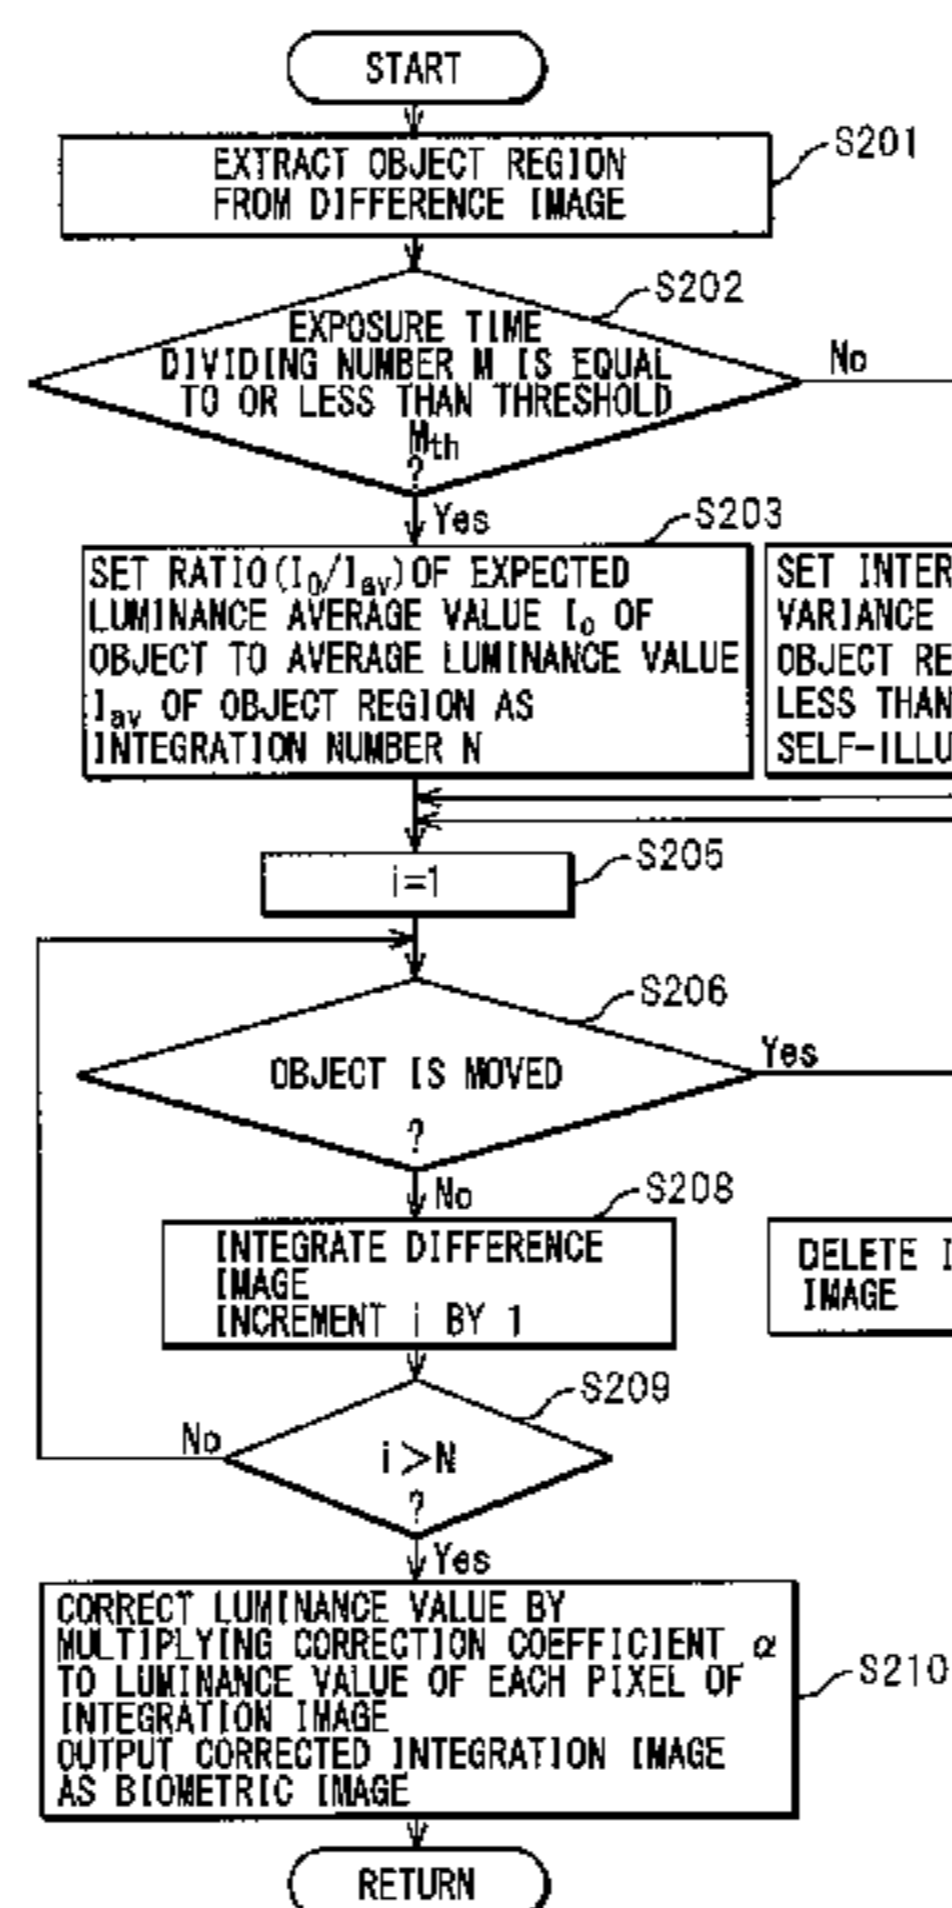 START
S201
EXTRACT OBJECT REGION
FROM DIFFERENCE IMAGE
S202
EXPOSURE TIME
DIVIDING NUMBER M IS EQUAL
TO OR LESS THAN THRESHOLD
Mth
?
No
Yes
S203
SET RATIO(I0/Iav)OF EXPECTED
LUMINANCE AVERAGE VALUE I0 OF
OBJECT TO AVERAGE LUMINANCE VALUE
Iav OF OBJECT REGION AS
INTEGRATION NUMBER N
SET INTER
VARIANCE
OBJECT RE
LESS THAN
SELF-ILLU
S205
i=1
S206
OBJECT IS MOVED
?
Yes
No
S208
INTEGRATE DIFFERENCE
IMAGE
INCREMENT i BY 1
DELETE I
IMAGE
S209
i>N
?
No
Yes
S210
CORRECT LUMINANCE VALUE BY
MULTIPLYING CORRECTION COEFFICIENT α
TO LUMINANCE VALUE OF EACH PIXEL OF
INTEGRATION IMAGE
OUTPUT CORRECTED INTEGRATION IMAGE
AS BIOMETRIC IMAGE
RETURN